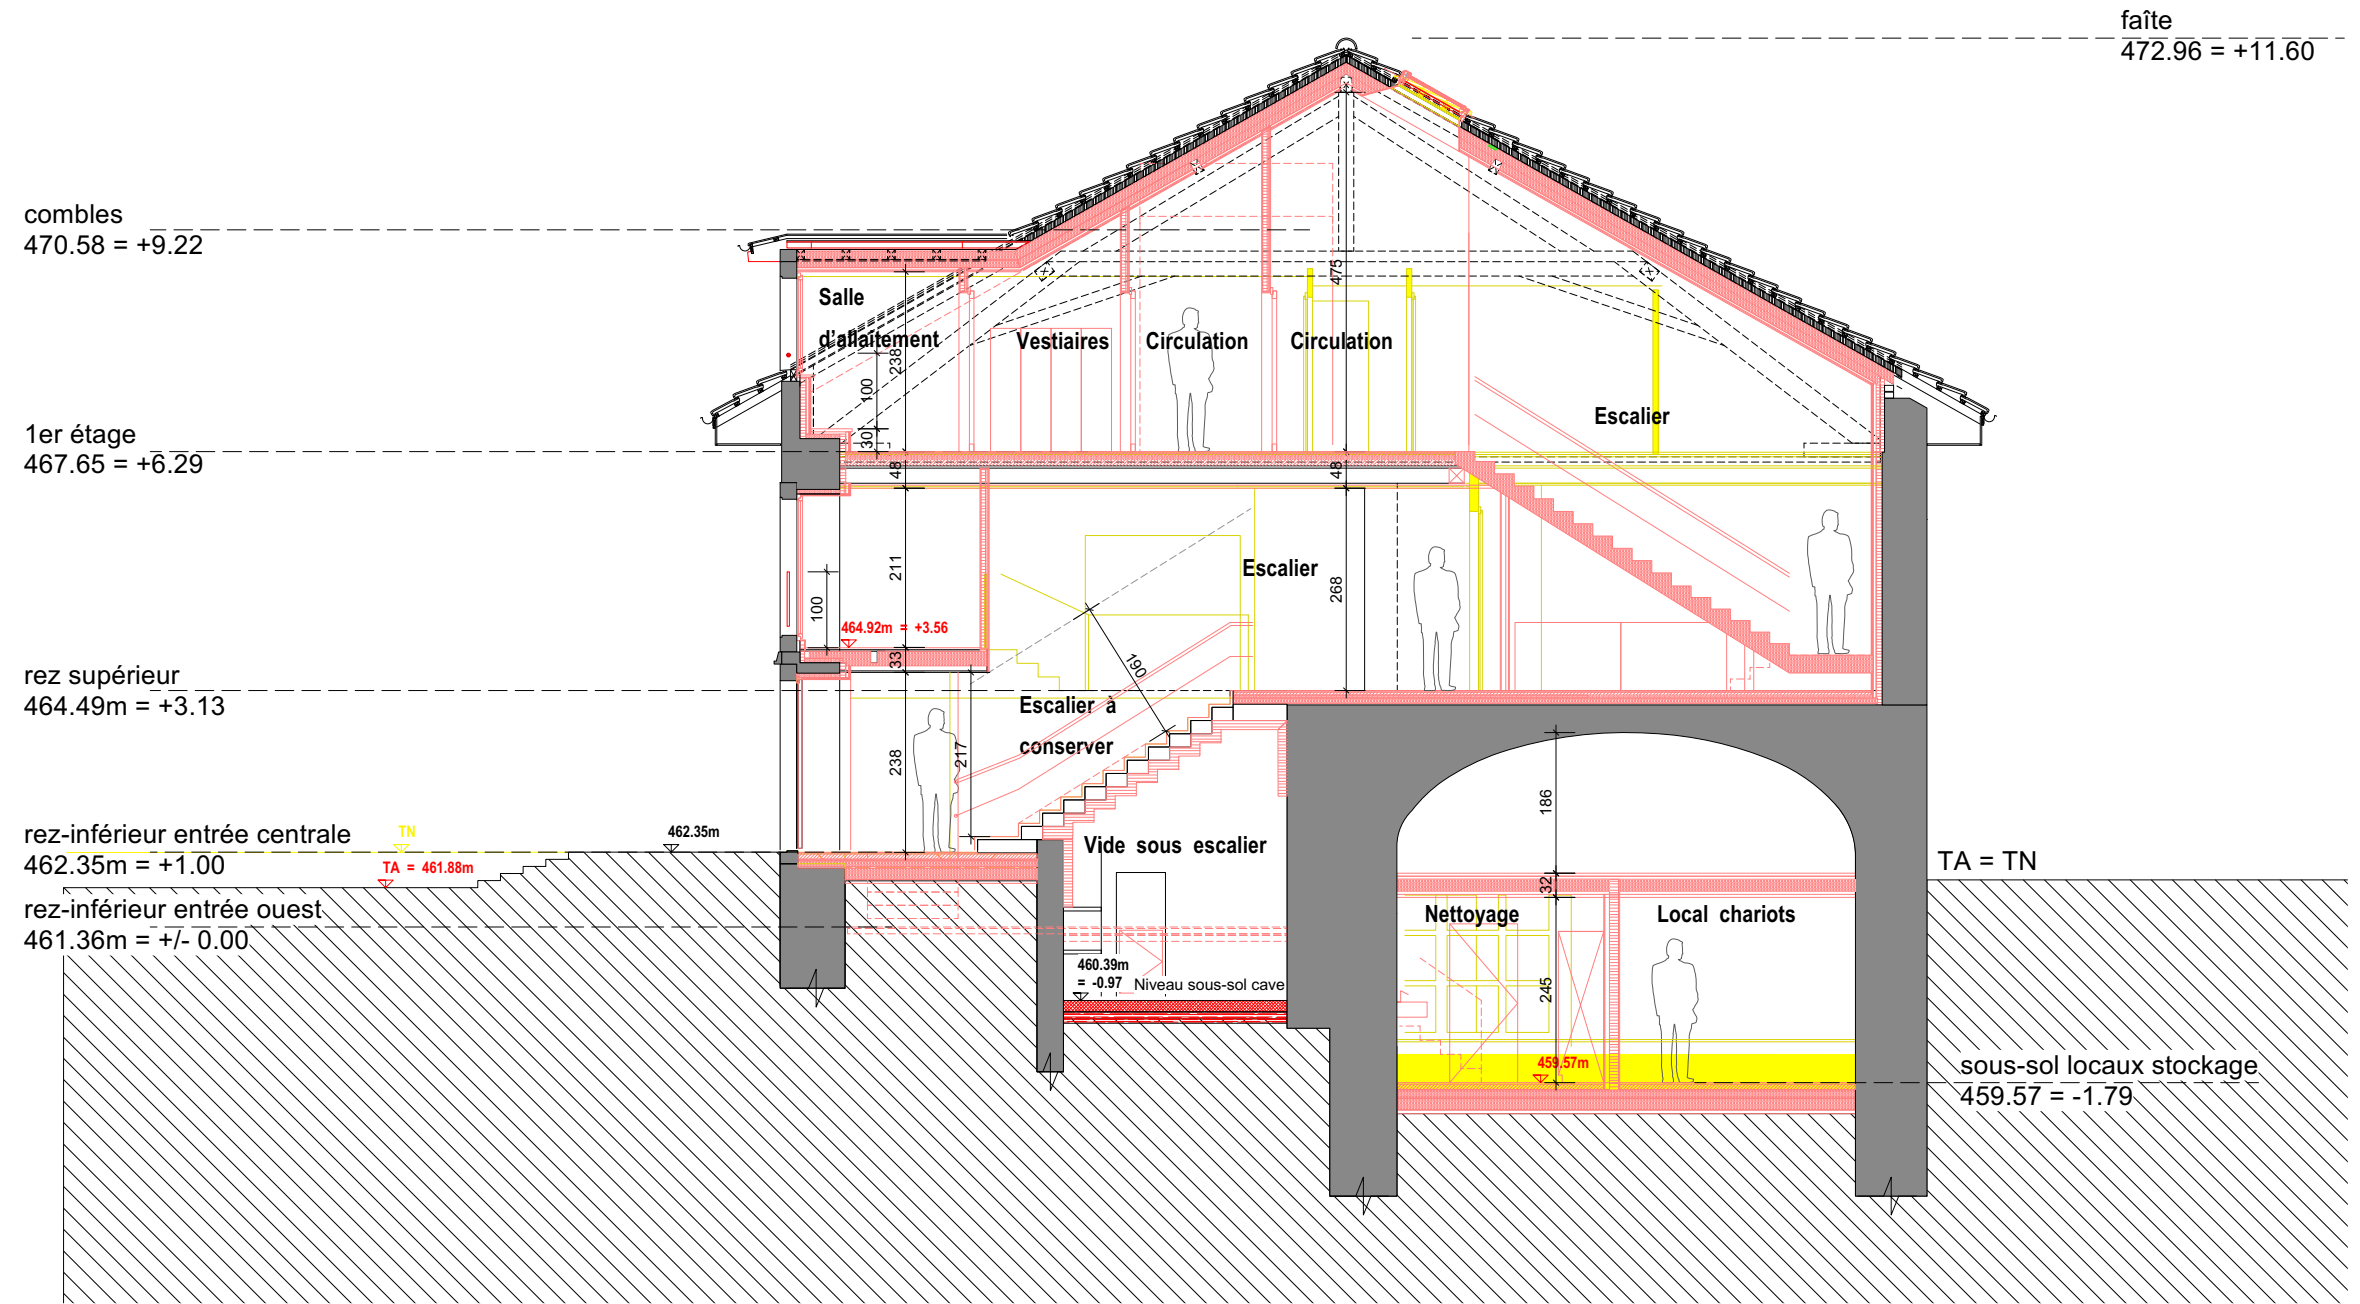 faîte
472.96 = +11.60
combles
470.58 = +9.22
Salle
d'allaitement
Vestiaires
Circulation
Circulation
Escalier
475
238
100
30
1er étage
467.65 = +6.29
48
48
211
100
Escalier
268
464.92m = +3.56
33
190
rez supérieur
464.49m = +3.13
Escalier à
conserver
238
217
186
rez-inférieur entrée centrale
462.35m = +1.00
TN
TA = 461.88m
462.35m
Vide sous escalier
TA = TN
32
rez-inférieur entrée ouest
461.36m = +/- 0.00
Nettoyage
Local chariots
460.39m
= -0.97
Niveau sous-sol cave
245
459.57m
sous-sol locaux stockage
459.57 = -1.79